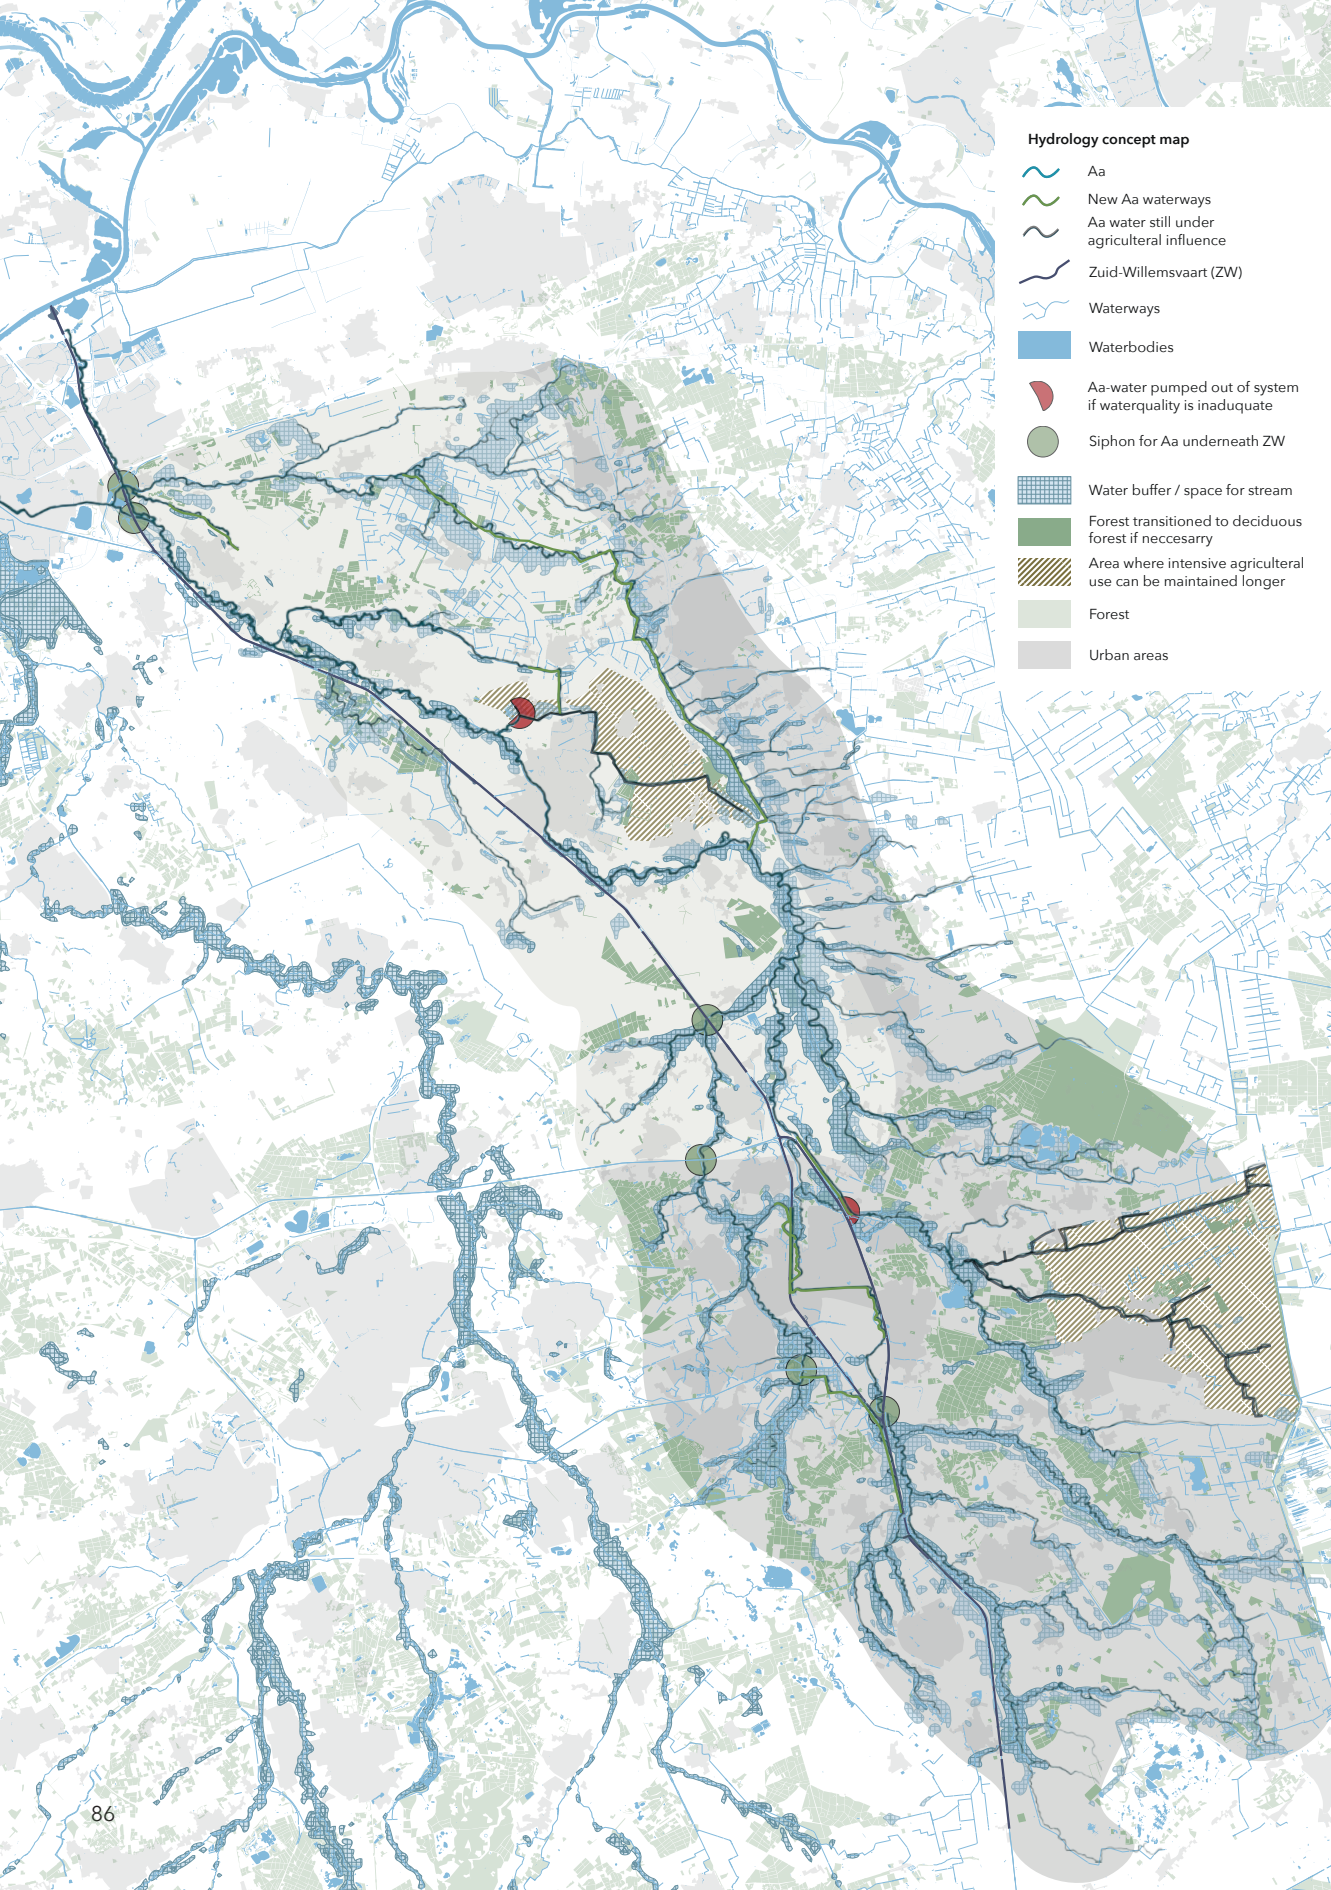 Hydrology concept map
Aa
New Aa waterways
Aa water still under
agriculteral influence
Zuid-Willemsvaart (ZW)
Waterways
Waterbodies
Aa-water pumped out of system
if waterquality is inaduquate
Siphon for Aa underneath ZW
Water buffer / space for stream
Forest transitioned to deciduous
forest if neccesarry
Area where intensive agriculteral
use can be maintained longer
Forest
Urban areas
86